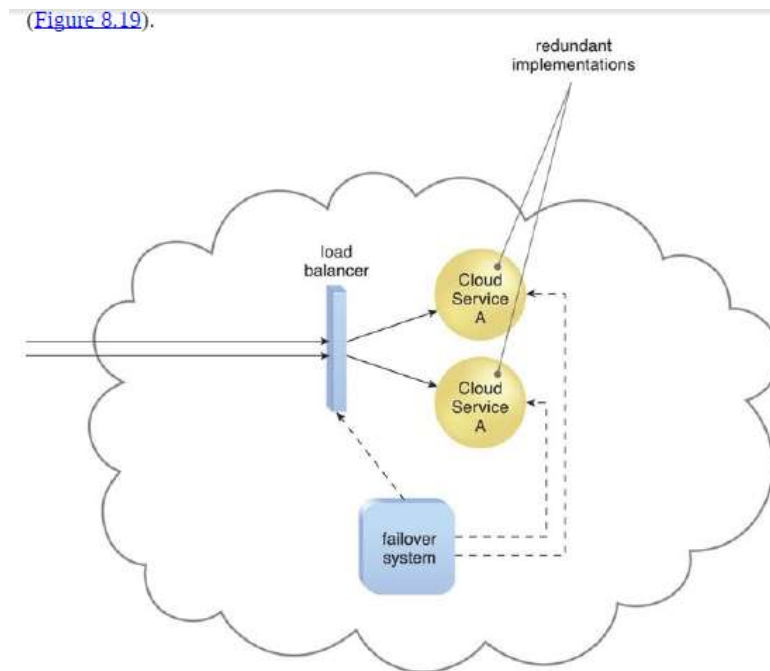 (Figure 8.19).
redundant
implementations
load
balancer
Cloud
Service
A
Cloud
Service
A
failover
system